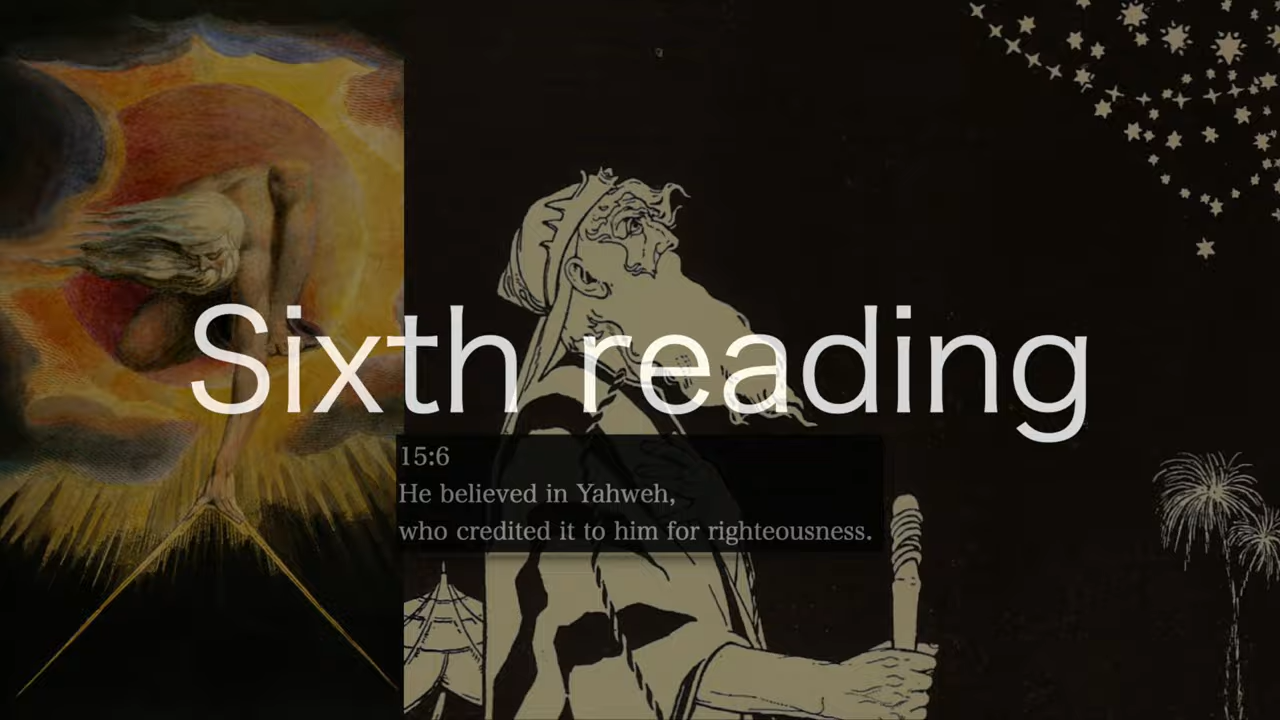 Sixth reading
15:6
He believed in Yahweh,
who credited it to him for righteousness.